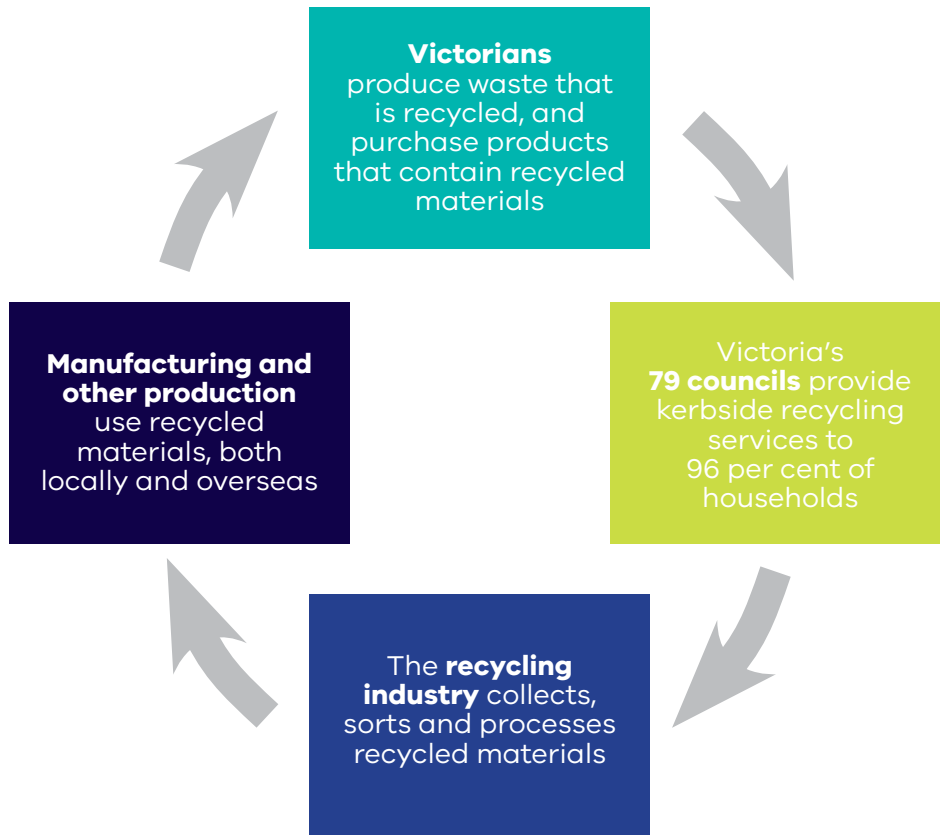 Victorians
produce waste that
is recycled, and
purchase products
that contain recycled
materials
Victoria’s
79 councils provide
kerbside recycling
services to
96 per cent of
households
The recycling
industry collects,
sorts and processes
recycled materials
Manufacturing and
other production
use recycled
materials, both
locally and overseas